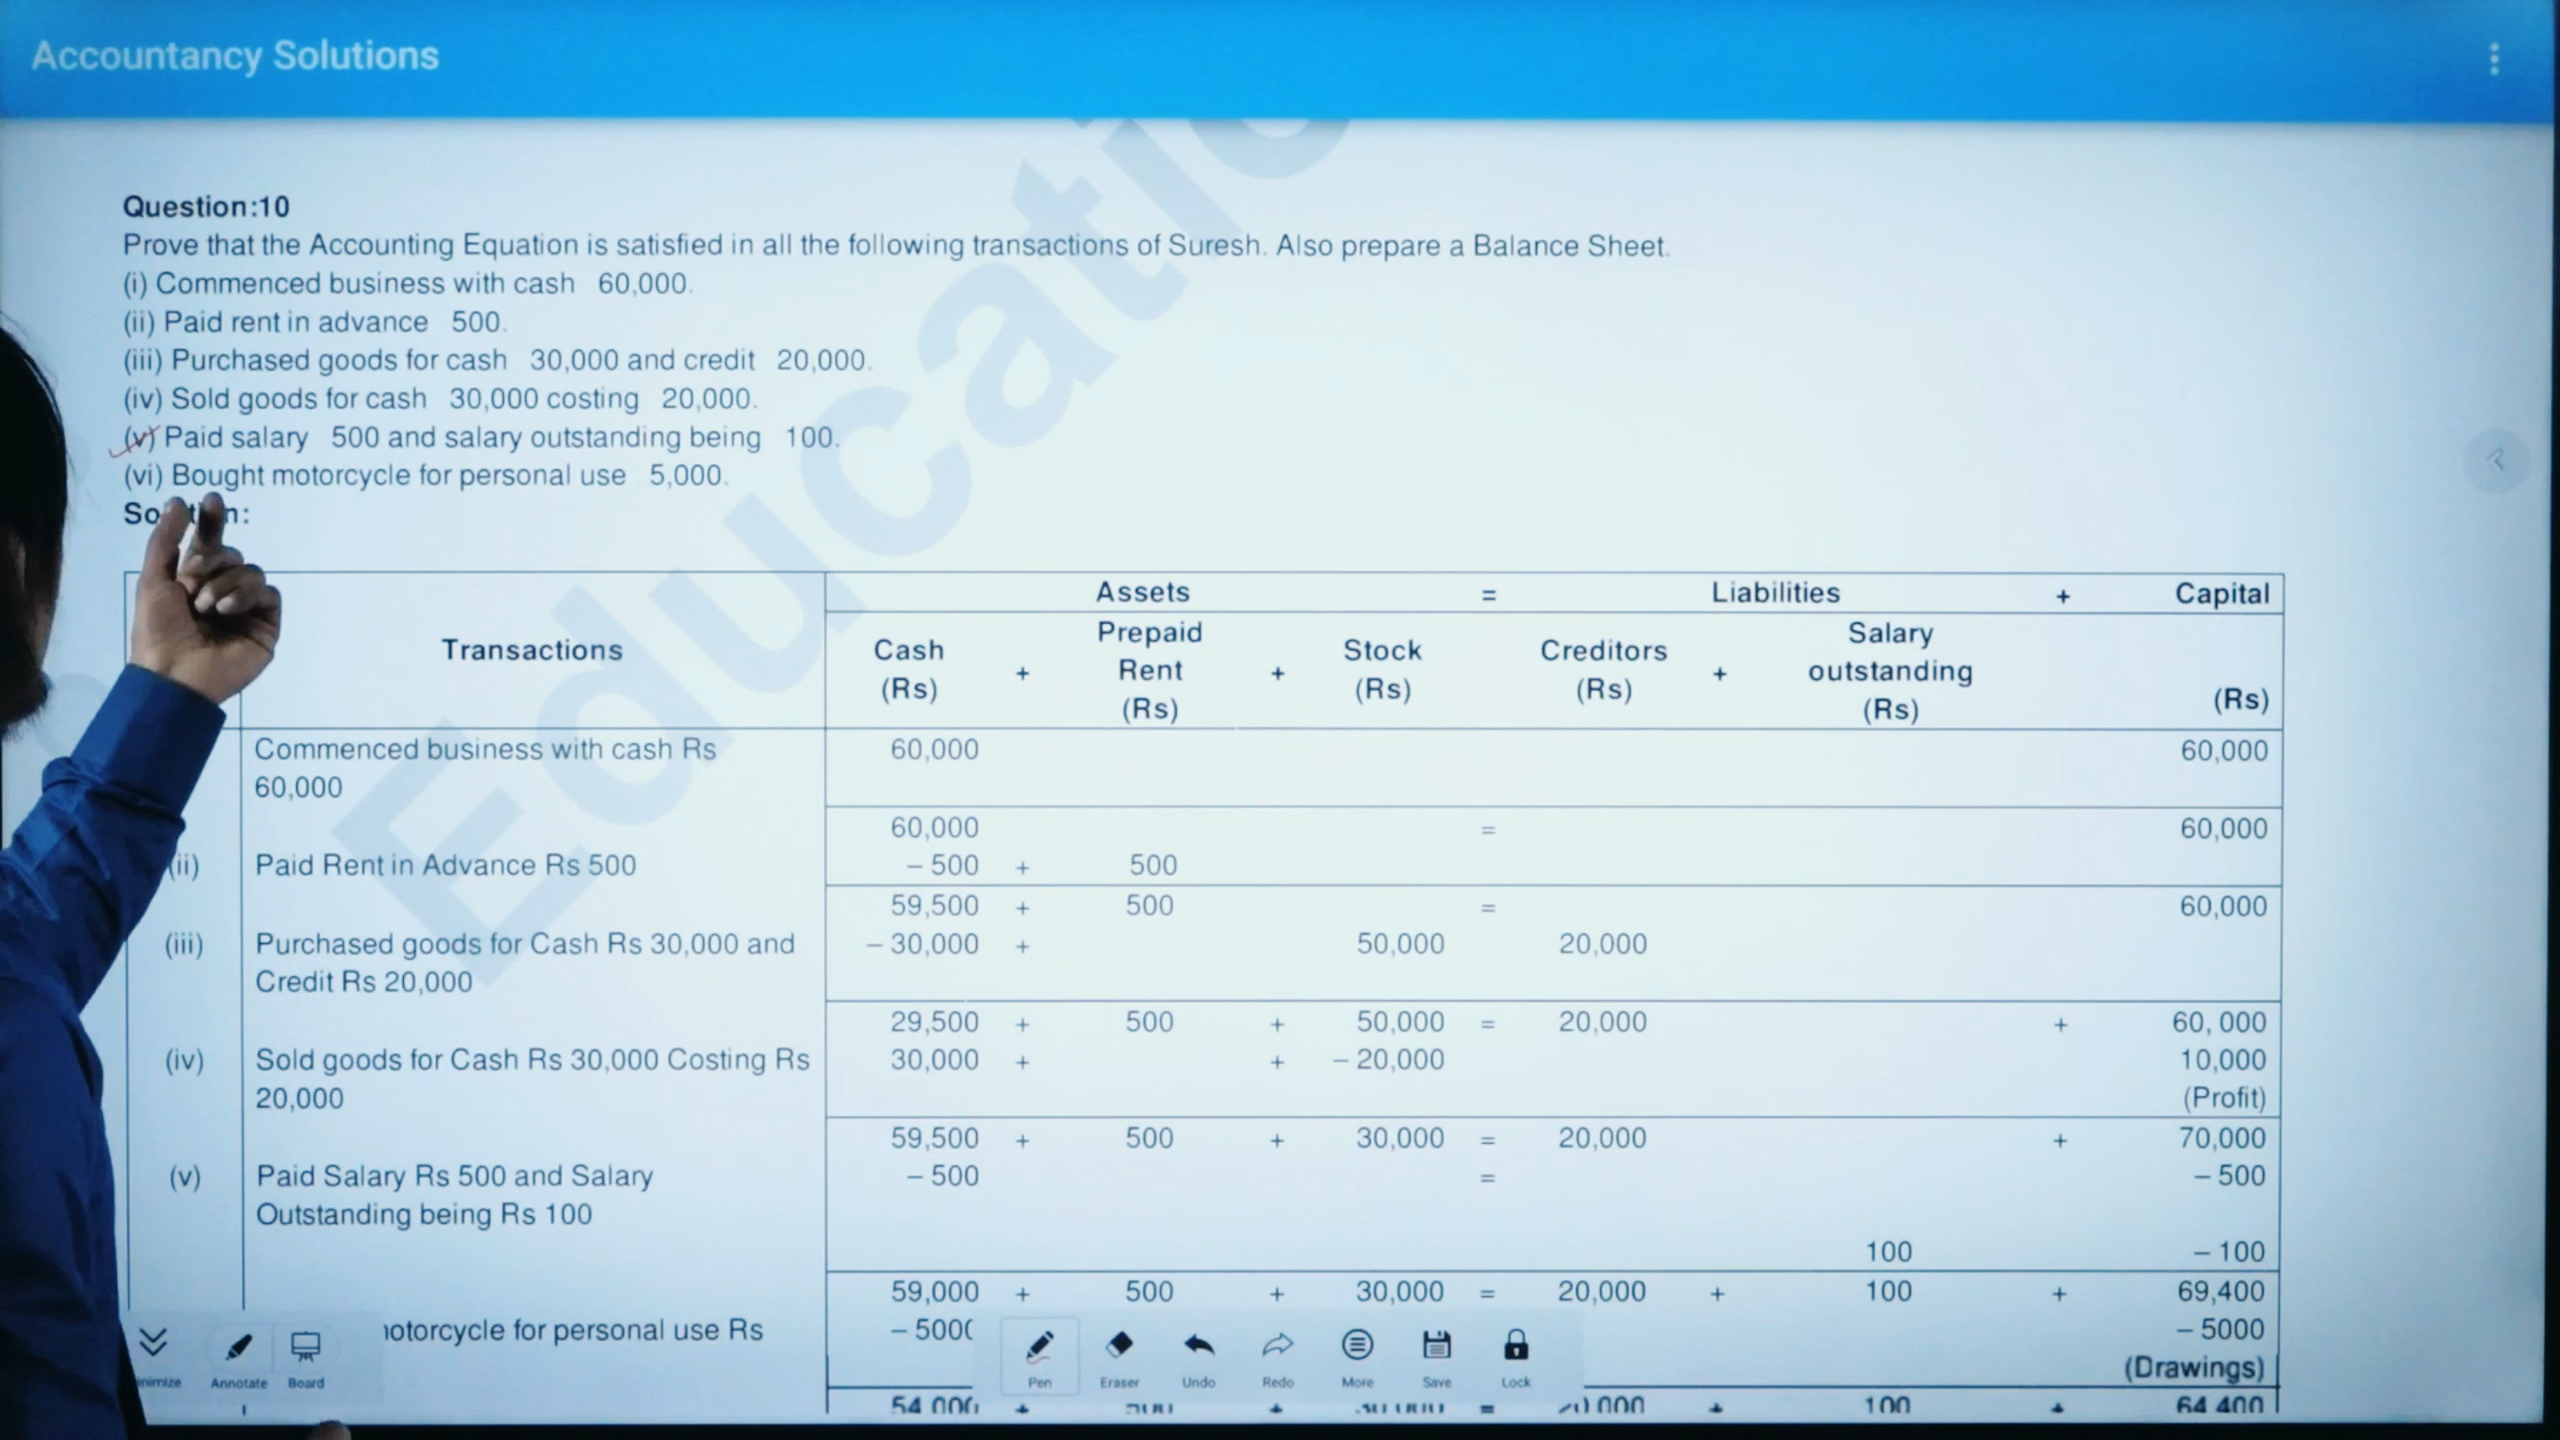 Accountancy Solutions
Question:10
Prove that the Accounting Equation is satisfied in all the following transactions of Suresh. Also prepare a Balance Sheet.
(i) Commenced business with cash 60,000.
(ii) Paid rent in advance 500.
(iii) Purchased goods for cash 30,000 and credit 20,000.
(iv) Sold goods for cash 30,000 costing 20,000.
(v) Paid salary 500 and salary outstanding being 100.
(vi) Bought motorcycle for personal use 5,000.
Assets = Liabilities + Capital
Transactions Cash (Rs) + Prepaid Rent (Rs) + Stock (Rs) Creditors (Rs) + Salary outstanding (Rs) (Rs)
Commenced business with cash Rs 60,000 60,000
60,000
60,000 = 60,000
(ii) Paid Rent in Advance Rs 500 – 500 + 500
59,500 + 500 = 60,000
(iii) Purchased goods for Cash Rs 30,000 and – 30,000 + 50,000 20,000
Credit Rs 20,000
29,500 + 500 + 50,000 = 20,000 + 60,000
(iv) Sold goods for Cash Rs 30,000 Costing Rs 30,000 + + – 20,000 10,000
20,000 (Profit)
59,500 + 500 + 30,000 = 20,000 + 70,000
(v) Paid Salary Rs 500 and Salary – 500 = – 500
Outstanding being Rs 100
100 – 100
59,000 + 500 + 30,000 = 20,000 + 100 + 69,400
motorcycle for personal use Rs – 5000 – 5000
(Drawings)
54,000 + 500 + 30,000 = 20,000 + 100 + 64,400
Annotate Board Pen Eraser Undo Redo More Save Lock
Educatio